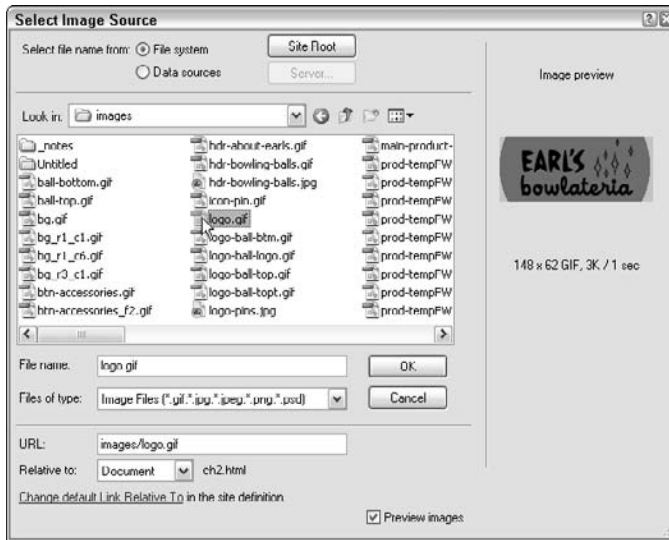 Select Image Source
Select file name from: File system
Site Root
Data sources
Server...
Image preview
Look in: images
_notes
Untitled
ball-bottom.gif
ball-top.gif
bg.gif
bg_r1_c1.gif
bg_r1_c6.gif
bg_r3_c1.gif
btn-accessories.gif
btn-accessories_f2.gif
hdr-about-earls.gif
hdr-bowling-balls.gif
hdr-bowling-balls.jpg
icon-pin.gif
logo.gif
logo-ball-btm.gif
logo-ball-logo.gif
logo-ball-top.gif
logo-ball-topt.gif
logo-pins.jpg
main-product-
prod-tempFW
prod-tempFW
prod-tempFW
prod-tempFW
prod-tempFW
prod-tempFW
prod-tempFW
prod-tempFW
prod-tempFW
EARL'S
bowlateria
148 x 62 GIF, 3K / 1 sec
File name: logo.gif
OK
Files of type: Image Files (*.gif,*.jpg,*.jpeg,*.png,*.psd)
Cancel
URL: images/logo.gif
Relative to: Document ch2.html
Change default Link Relative To in the site definition
Preview images